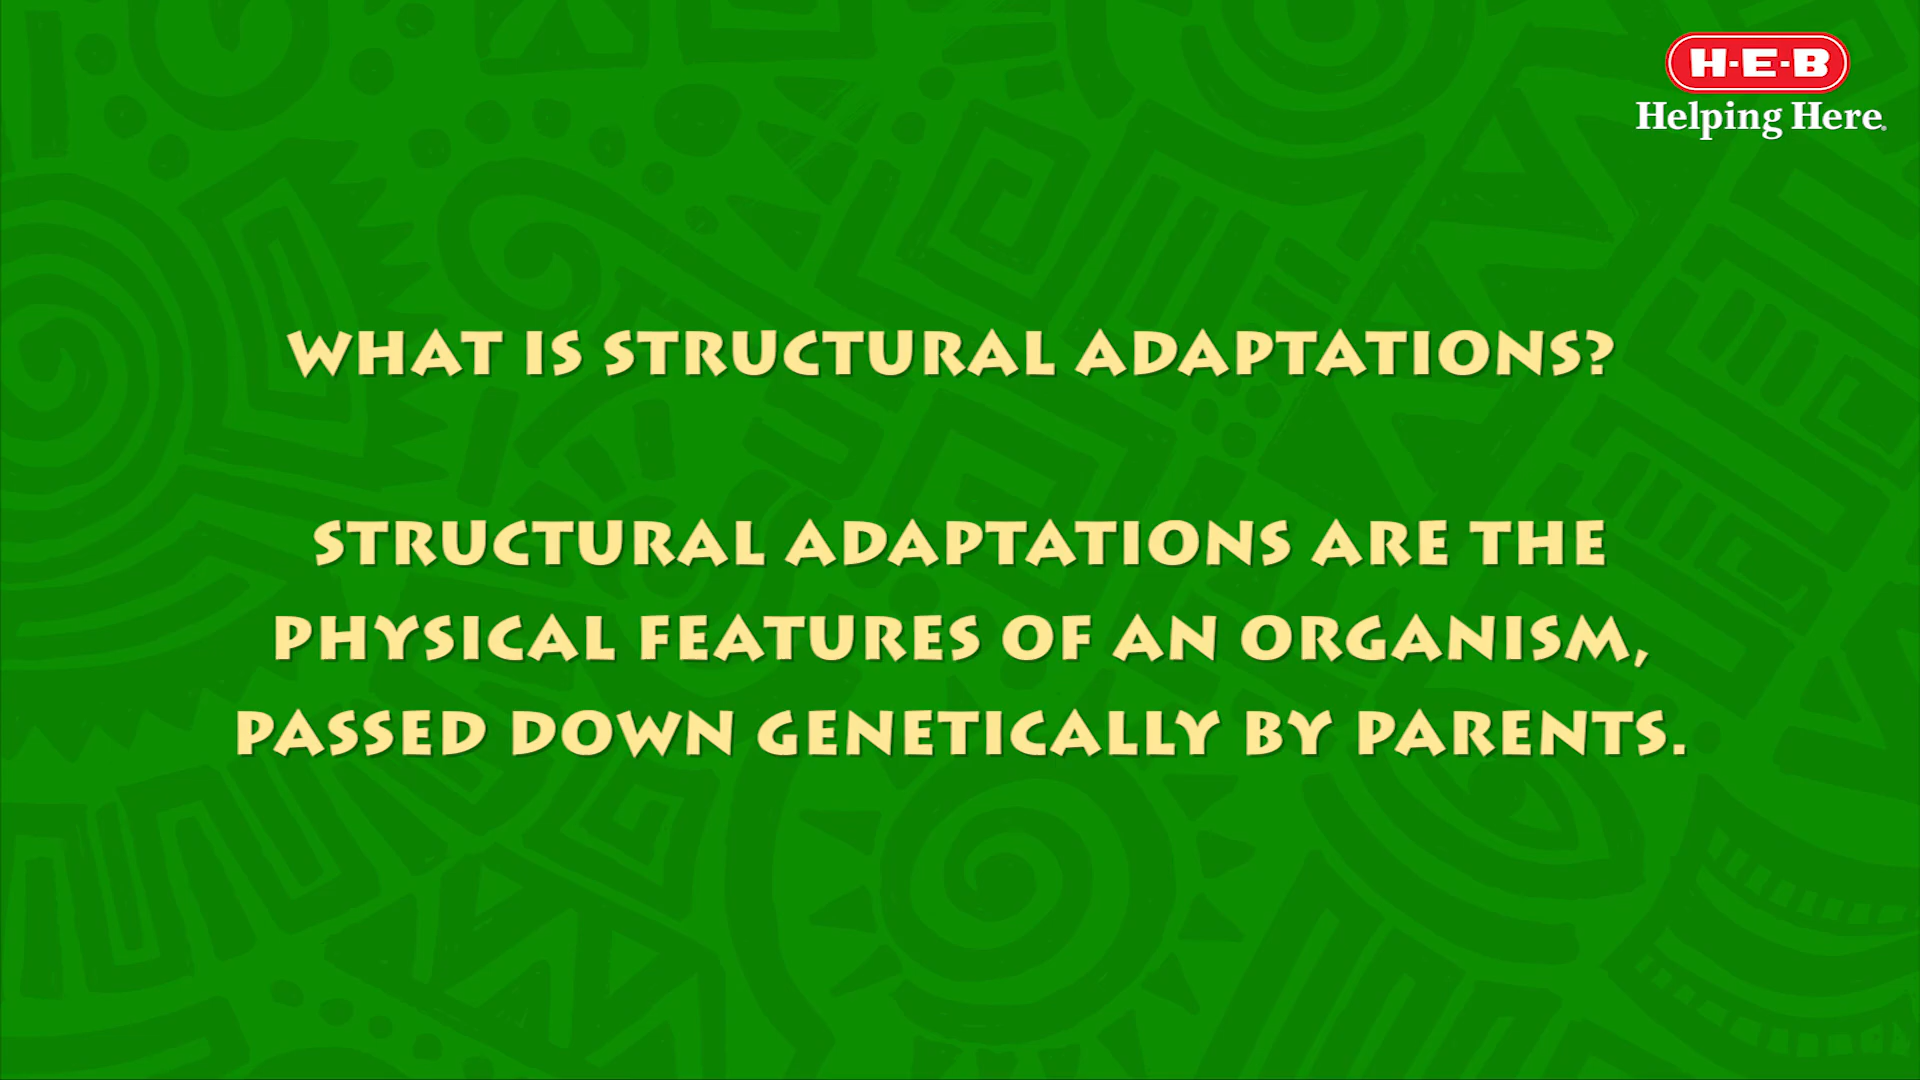 H-E-B
Helping Here.
WHAT IS STRUCTURAL ADAPTATIONS?
STRUCTURAL ADAPTATIONS ARE THE
PHYSICAL FEATURES OF AN ORGANISM,
PASSED DOWN GENETICALLY BY PARENTS.